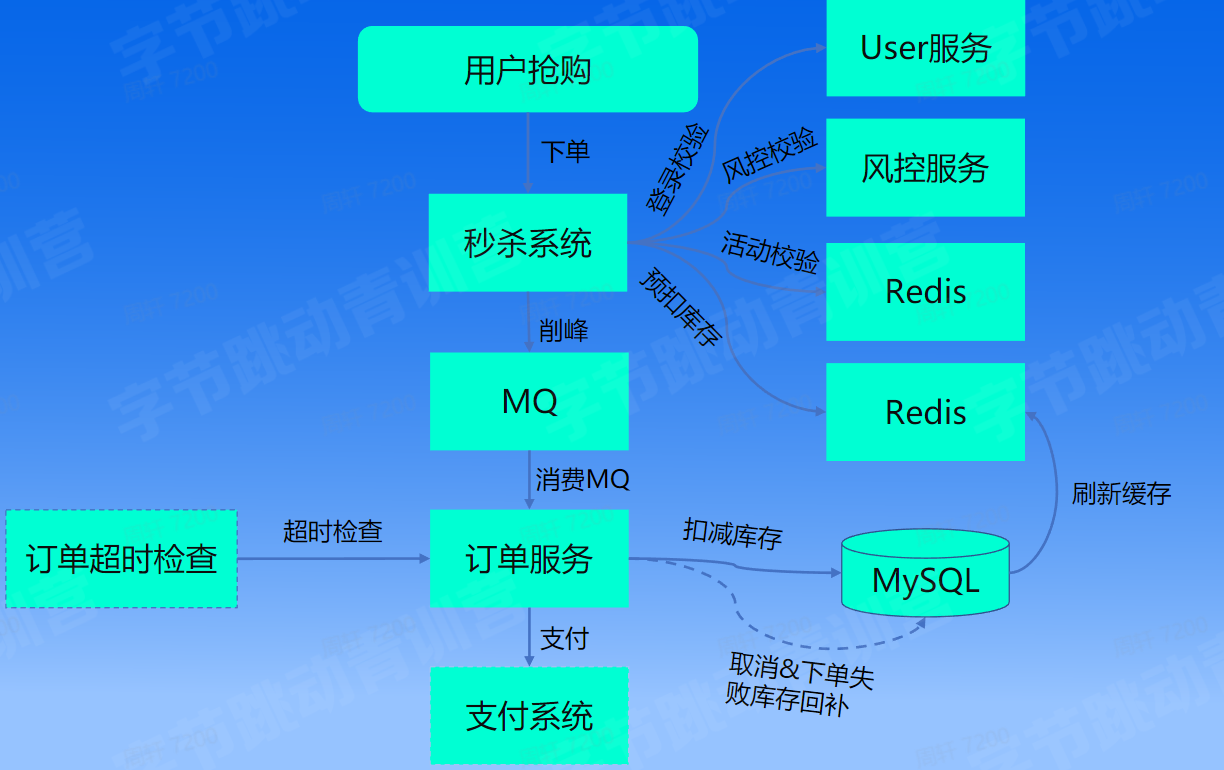 用户抢购
User服务
下单
登录校验
风控校验
风控服务
秒杀系统
活动校验
预扣库存
Redis
削峰
MQ
Redis
消费MQ
刷新缓存
订单超时检查
超时检查
订单服务
扣减库存
MySQL
支付
取消&下单失
败库存回补
支付系统
字节跳动青训营
周轩 7200